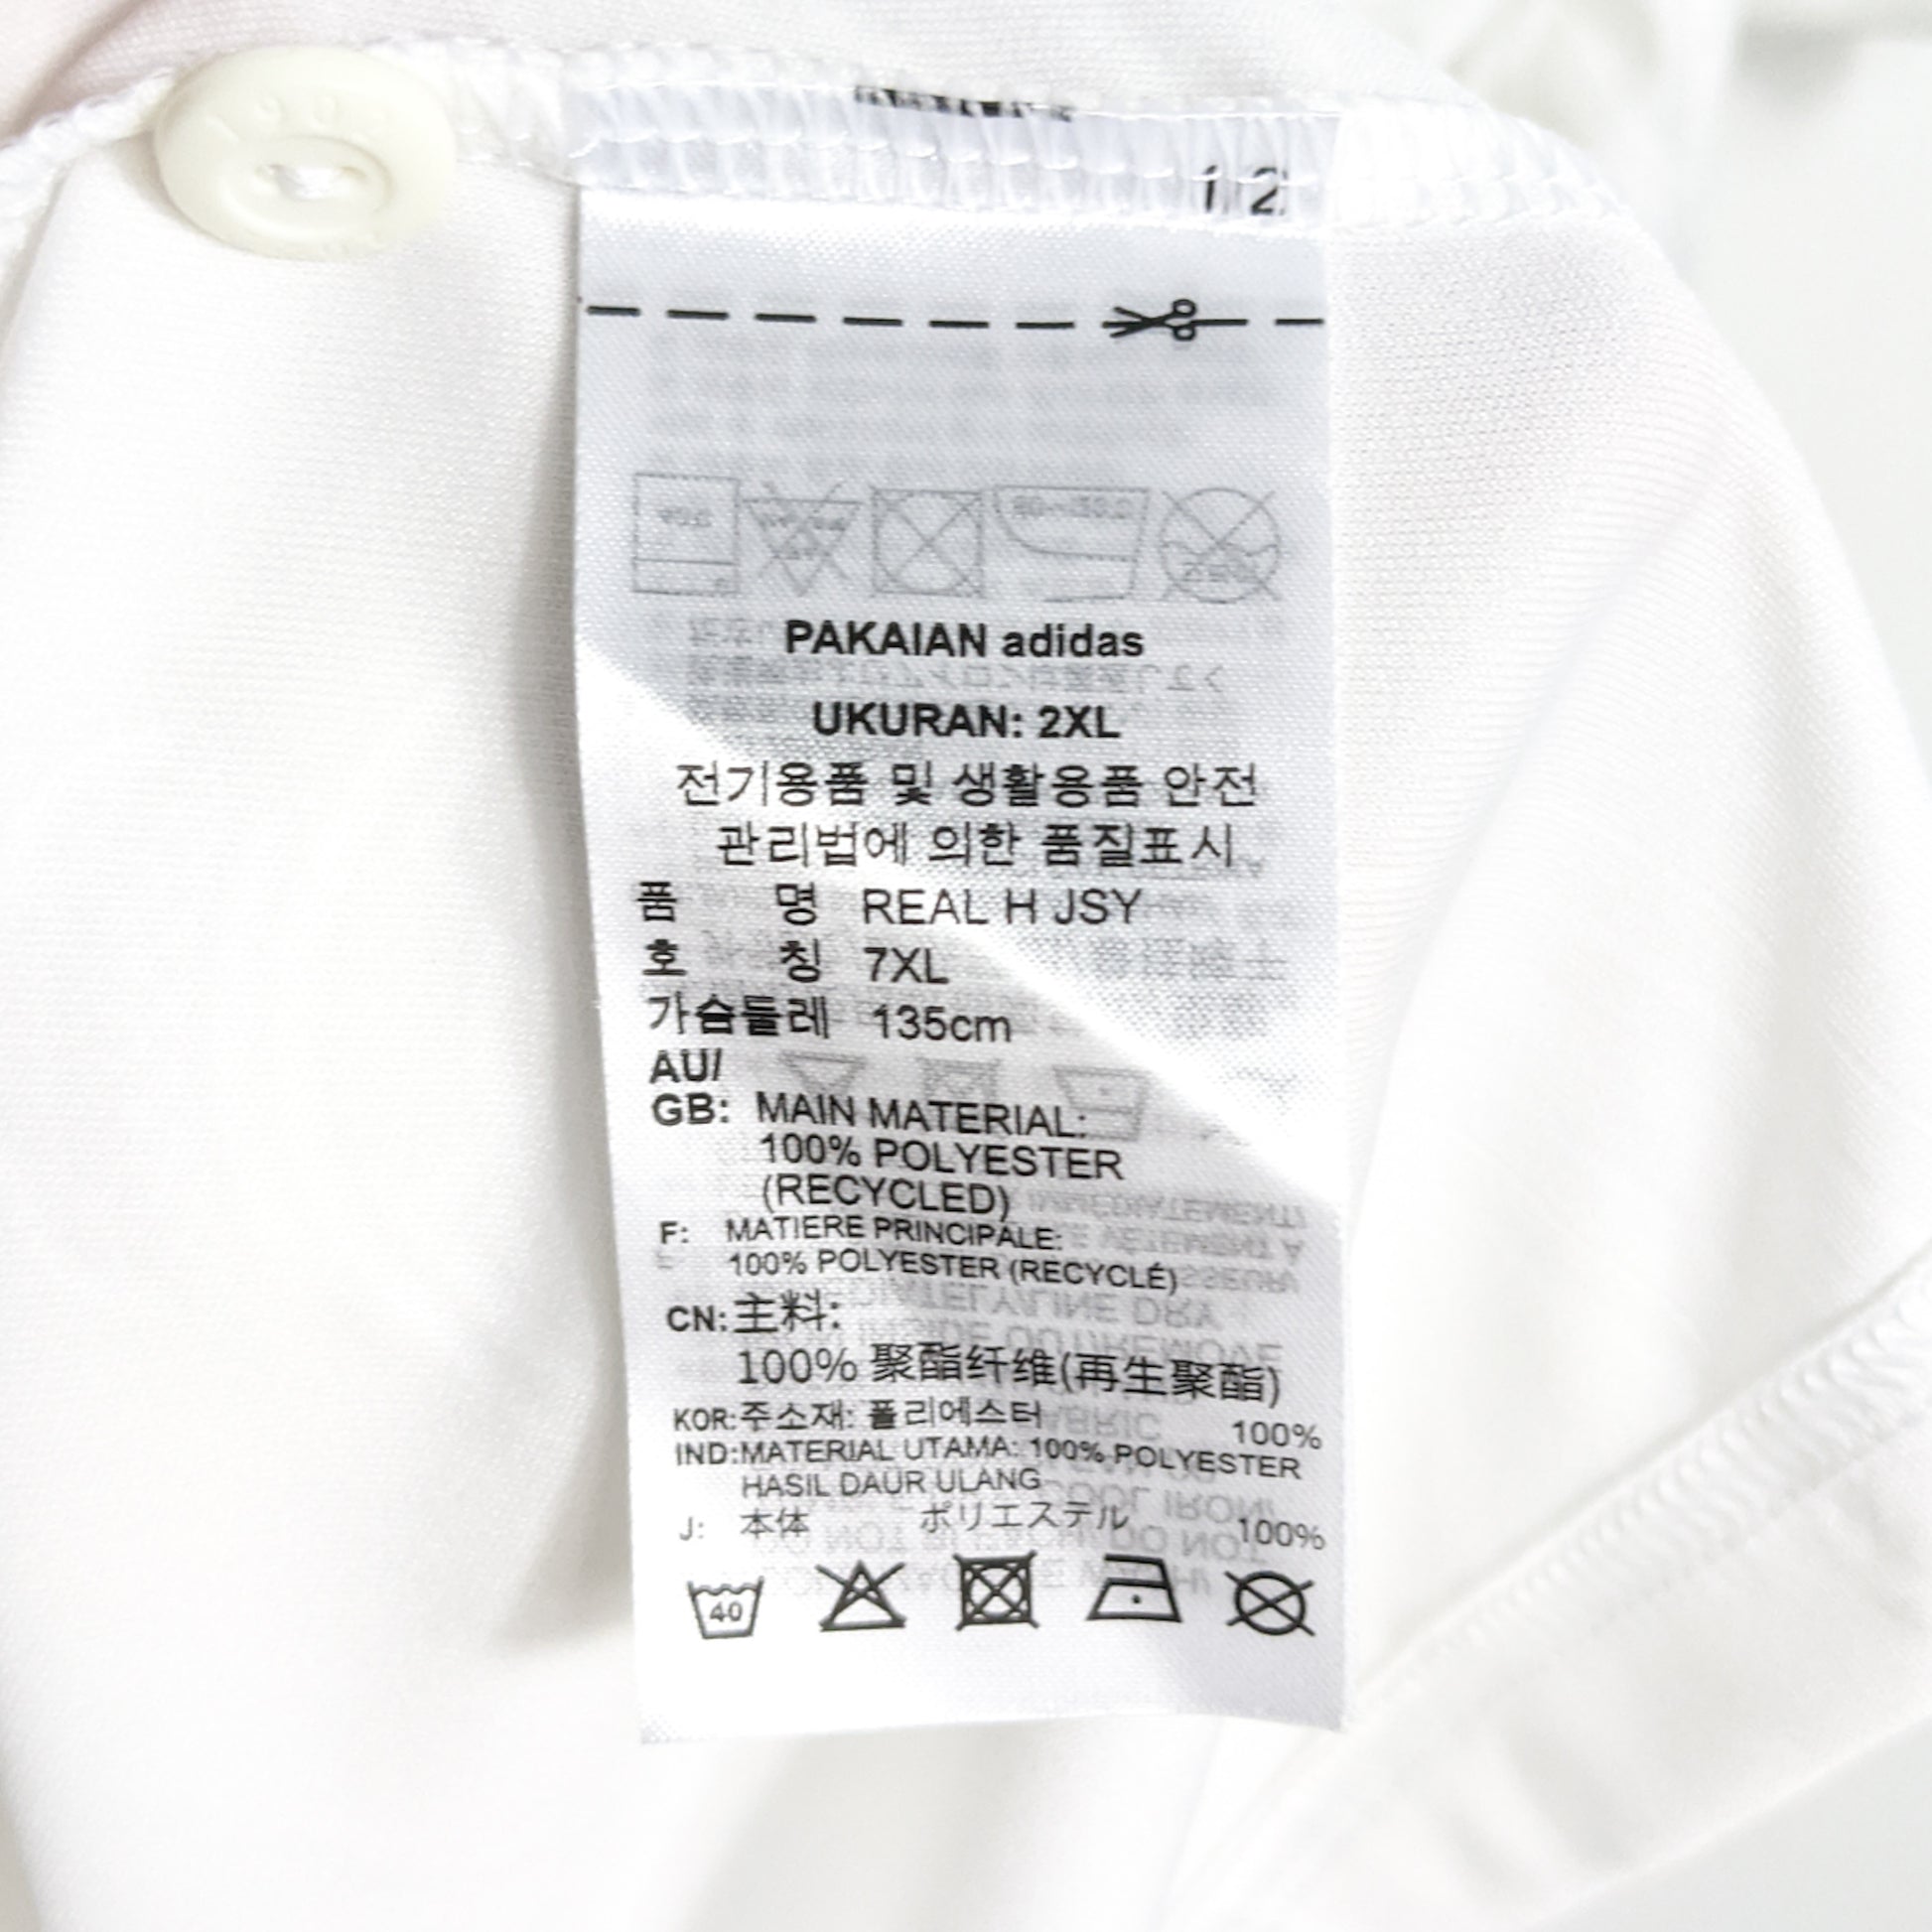 12
PAKAIAN adidas
UKURAN: 2XL
전기용품 및 생활용품 안전
관리법에 의한 품질표시
품 명 REAL H JSY
호 칭 7XL
가슴둘레 135cm
AU/
GB: MAIN MATERIAL:
100% POLYESTER
(RECYCLED)
F: MATIERE PRINCIPALE:
100% POLYESTER (RECYCLÉ)
CN: 主料:
100% 聚酯纤维(再生聚酯)
KOR: 주소재: 폴리에스터 100%
IND: MATERIAL UTAMA: 100% POLYESTER
HASIL DAUR ULANG
J: 本体 ポリエステル 100%
40